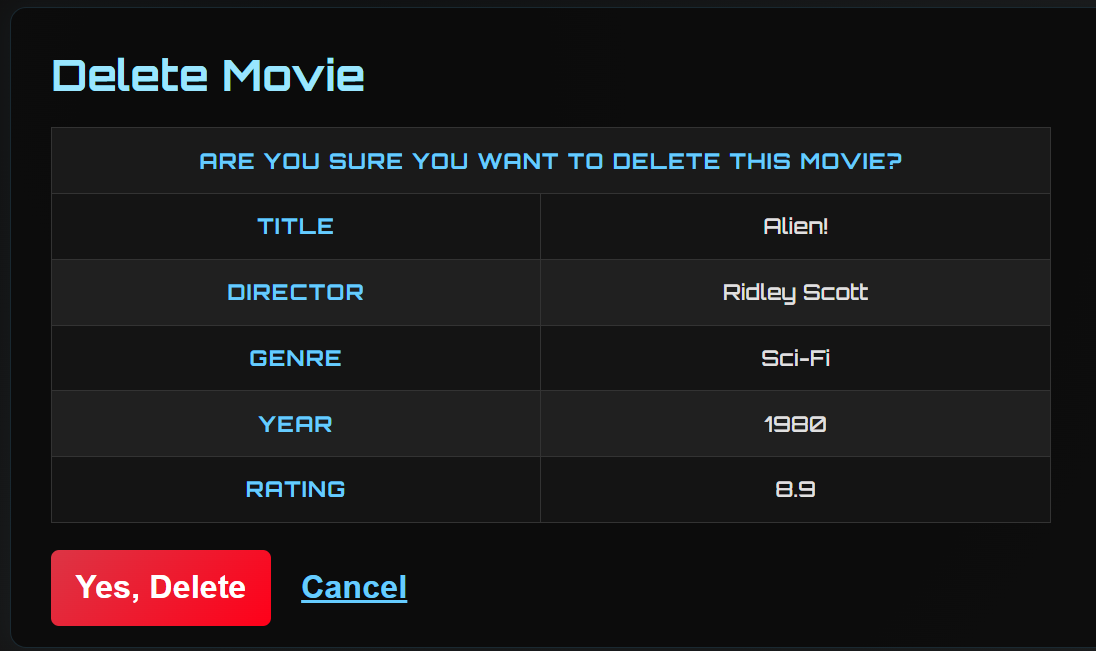 Delete Movie
ARE YOU SURE YOU WANT TO DELETE THIS MOVIE?
TITLE Alien!
DIRECTOR Ridley Scott
GENRE Sci-Fi
YEAR 1980
RATING 8.9
Yes, Delete Cancel